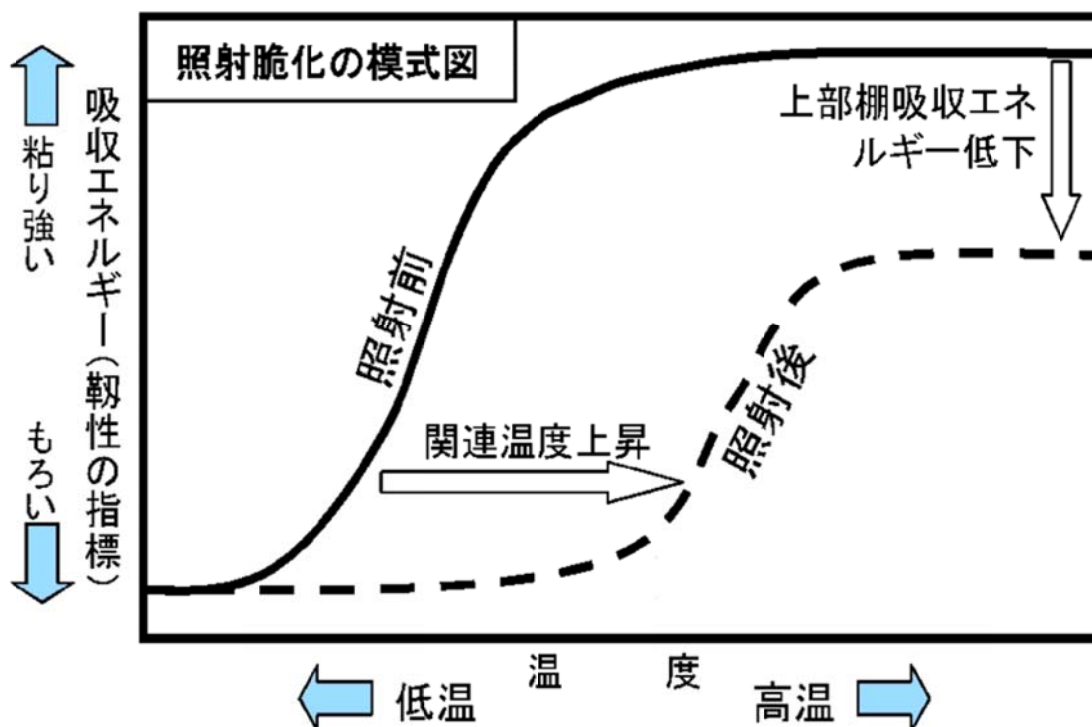 照射脆化の模式図
吸収エネルギー(靱性の指標)
粘り強い
もろい
上部棚吸収エネ
ルギー低下
照射前
関連温度上昇
照射後
温 度
低温
高温